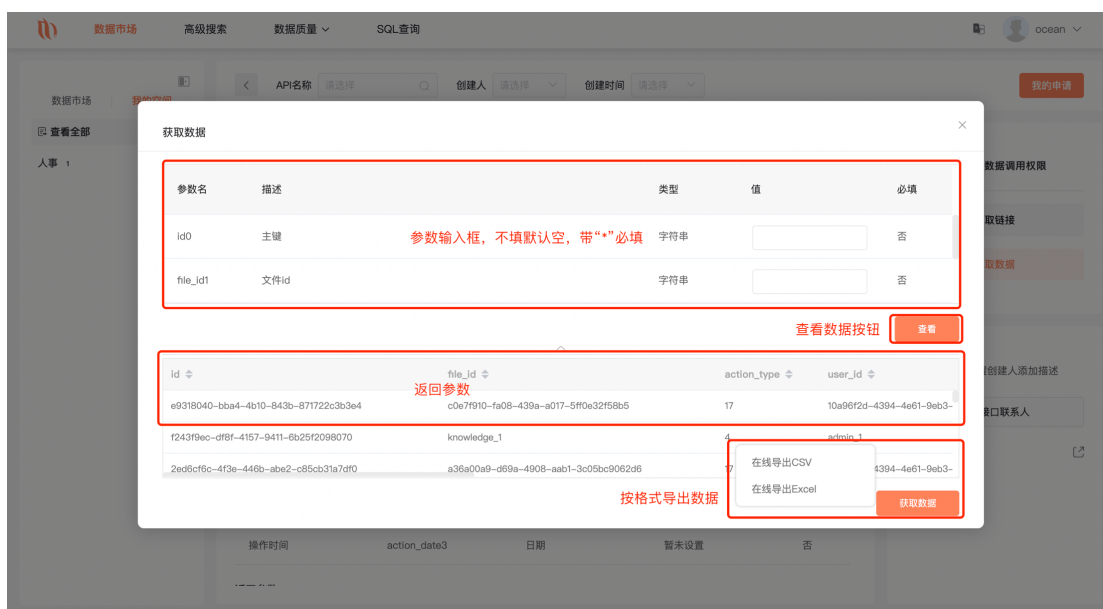 数据市场 高级搜索 数据质量 SQL查询 ocean
数据市场 我的空间 API名称 请选择 创建人 请选择 创建时间 请选择 我的申请
查看全部
人事 1
获取数据
数据调用权限
参数名 描述 类型 值 必填
取链接
id0 主键 参数输入框，不填默认空，带“*”必填 字符串 否
取数据
file_id1 文件id 字符串 否
查看数据按钮 查看
id file_id action_type user_id
创建人添加描述
返回参数
e9318040-bba4-4b10-843b-871722c3b3e4 c0e7f910-fa08-439a-a017-5ff0e32f58b5 17 10a96f2d-4394-4e61-9eb3-
接口联系人
f243f9ec-df8f-4157-9411-6b25f2098070 knowledge_1 4 admin_1
2ed6cf6c-4f3e-446b-abe2-c85cb31a7df0 a36a00a9-d69a-4908-aab1-3c05bc9062d6 17 4394-4e61-9eb3-
在线导出CSV
在线导出Excel
按格式导出数据 获取数据
操作时间 action_date3 日期 暂未设置 否